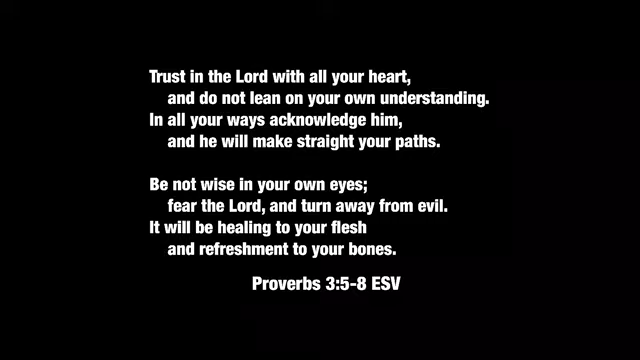 Trust in the Lord with all your heart,
and do not lean on your own understanding.
In all your ways acknowledge him,
and he will make straight your paths.
Be not wise in your own eyes;
fear the Lord, and turn away from evil.
It will be healing to your flesh
and refreshment to your bones.
Proverbs 3:5-8 ESV